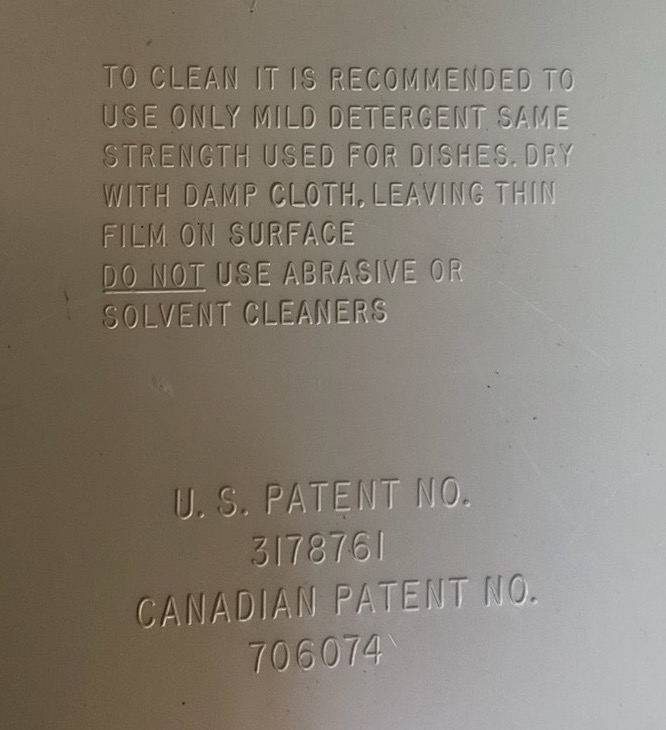 TO CLEAN IT IS RECOMMENDED TO
USE ONLY MILD DETERGENT SAME
STRENGTH USED FOR DISHES. DRY
WITH DAMP CLOTH, LEAVING THIN
FILM ON SURFACE
DO NOT USE ABRASIVE OR
SOLVENT CLEANERS
U. S. PATENT NO.
3178761
CANADIAN PATENT NO.
706074